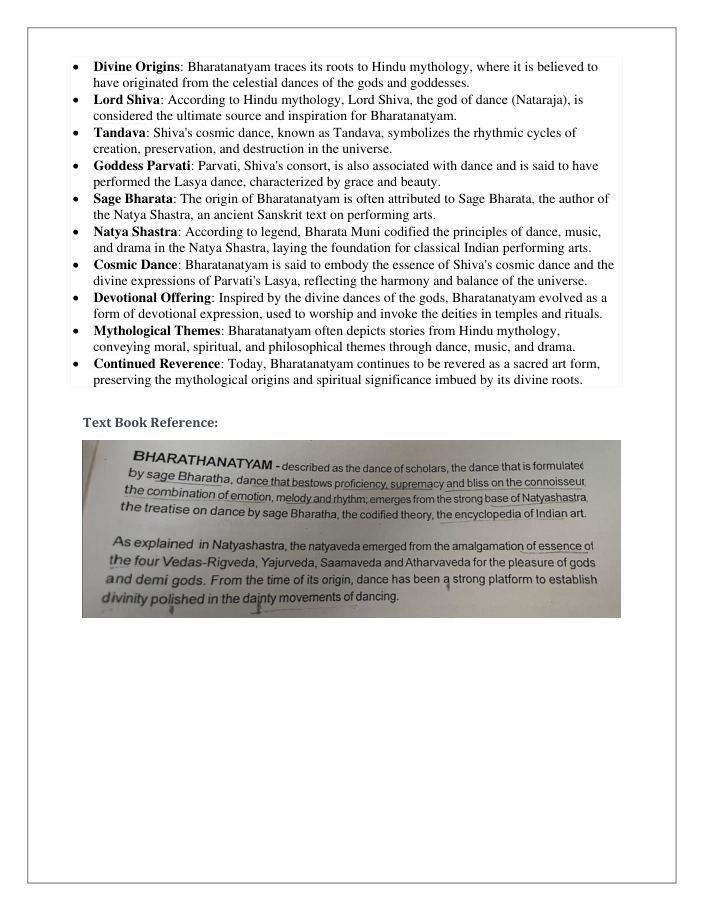 • Divine Origins: Bharatanatyam traces its roots to Hindu mythology, where it is believed to
have originated from the celestial dances of the gods and goddesses.
• Lord Shiva: According to Hindu mythology, Lord Shiva, the god of dance (Nataraja), is
considered the ultimate source and inspiration for Bharatanatyam.
• Tandava: Shiva's cosmic dance, known as Tandava, symbolizes the rhythmic cycles of
creation, preservation, and destruction in the universe.
• Goddess Parvati: Parvati, Shiva's consort, is also associated with dance and is said to have
performed the Lasya dance, characterized by grace and beauty.
• Sage Bharata: The origin of Bharatanatyam is often attributed to Sage Bharata, the author of
the Natya Shastra, an ancient Sanskrit text on performing arts.
• Natya Shastra: According to legend, Bharata Muni codified the principles of dance, music,
and drama in the Natya Shastra, laying the foundation for classical Indian performing arts.
• Cosmic Dance: Bharatanatyam is said to embody the essence of Shiva's cosmic dance and the
divine expressions of Parvati's Lasya, reflecting the harmony and balance of the universe.
• Devotional Offering: Inspired by the divine dances of the gods, Bharatanatyam evolved as a
form of devotional expression, used to worship and invoke the deities in temples and rituals.
• Mythological Themes: Bharatanatyam often depicts stories from Hindu mythology,
conveying moral, spiritual, and philosophical themes through dance, music, and drama.
• Continued Reverence: Today, Bharatanatyam continues to be revered as a sacred art form,
preserving the mythological origins and spiritual significance imbued by its divine roots.
Text Book Reference:
BHARATHANATYAM - described as the dance of scholars, the dance that is formulated
by sage Bharatha, dance that bestows proficiency, supremacy and bliss on the connoisseur,
the combination of emotion, melody and rhythm; emerges from the strong base of Natyashastra,
the treatise on dance by sage Bharatha, the codified theory, the encyclopedia of Indian art.
As explained in Natyashastra, the natyaveda emerged from the amalgamation of essence of
the four Vedas-Rigveda, Yajurveda, Saamaveda and Atharvaveda for the pleasure of gods
and demi gods. From the time of its origin, dance has been a strong platform to establish
divinity polished in the dainty movements of dancing.